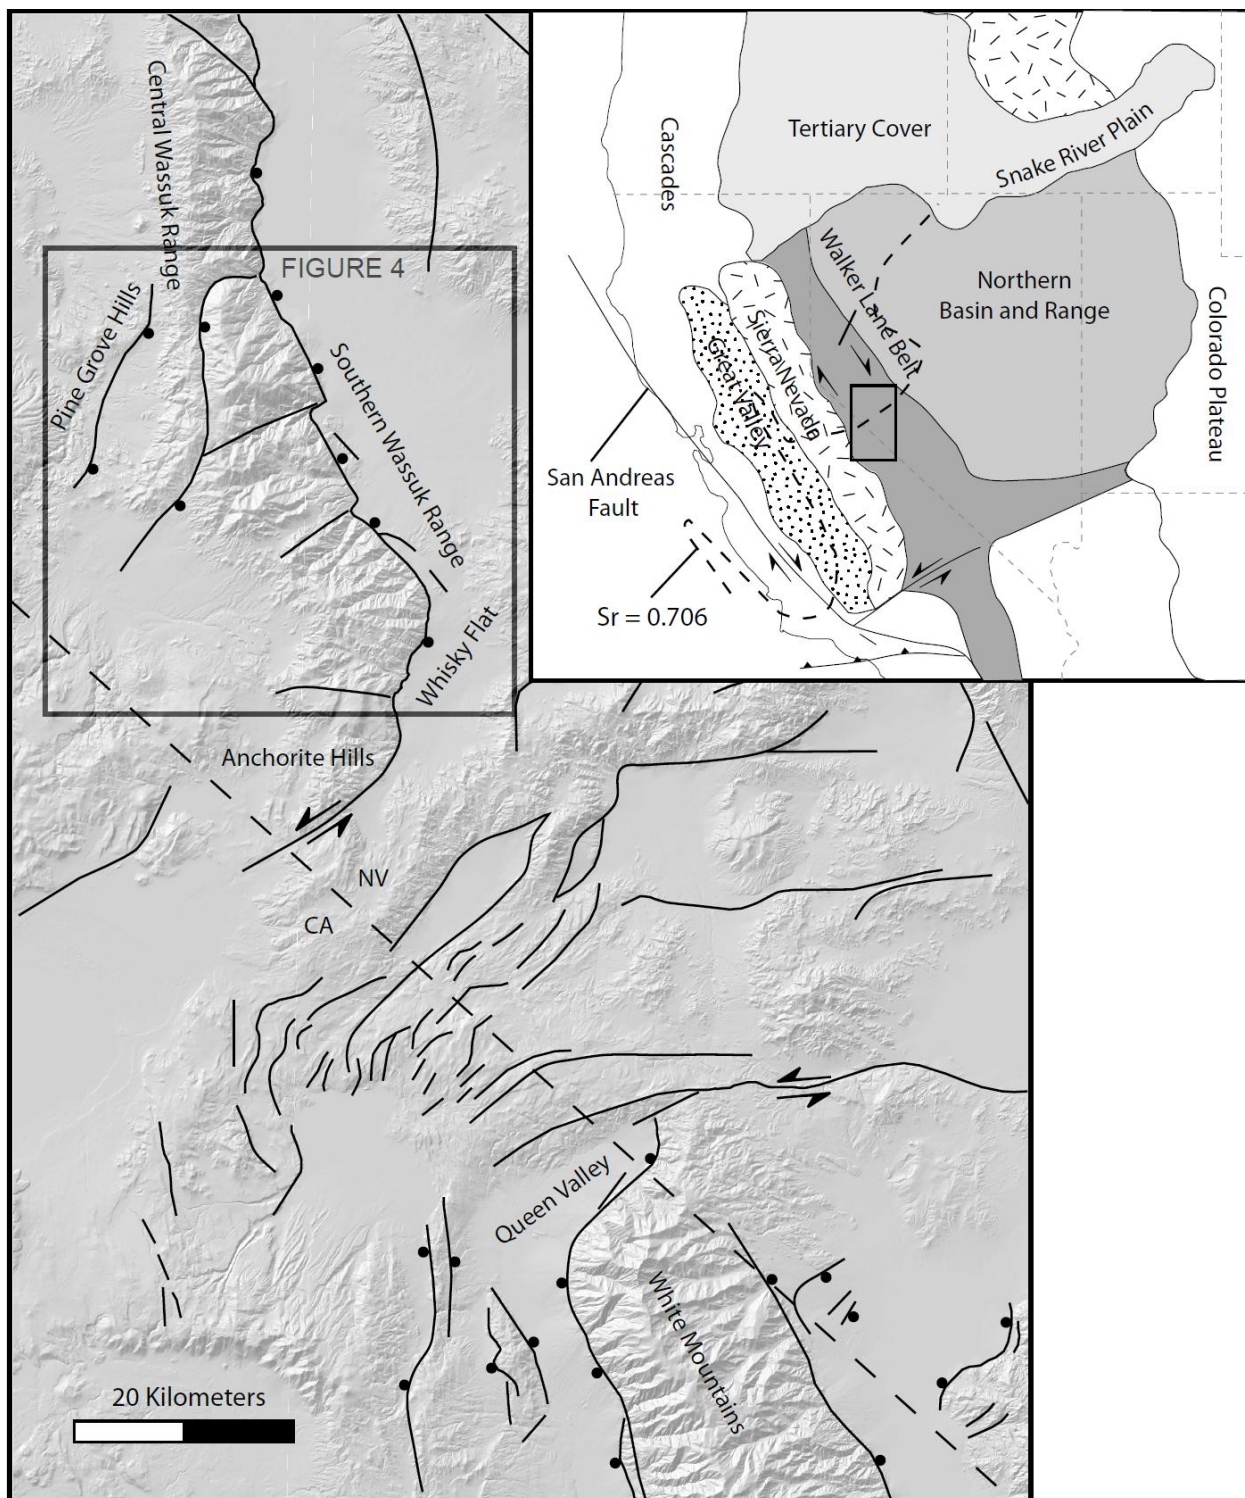 Central Wassuk Range
FIGURE 4
Pine Grove Hills
Southern Wassuk Range
Whisky Flat
Anchorite Hills
NV
CA
Queen Valley
White Mountains
20 Kilometers
Cascades
Tertiary Cover
Snake River Plain
Walker Lane Belt
Northern
Basin and Range
Sierra Nevada
Great Valley
Colorado Plateau
San Andreas
Fault
Sr = 0.706